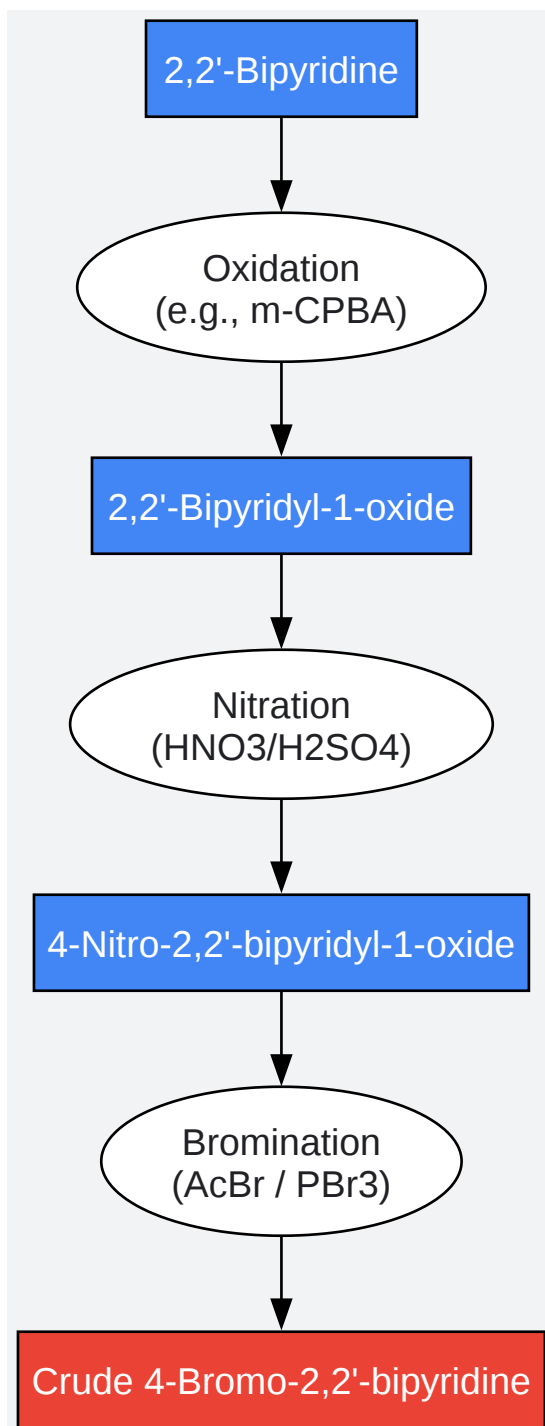 2,2'-Bipyridine
Oxidation
(e.g., m-CPBA)
2,2'-Bipyridyl-1-oxide
Nitration
(HNO3/H2SO4)
4-Nitro-2,2'-bipyridyl-1-oxide
Bromination
(AcBr / PBr3)
Crude 4-Bromo-2,2'-bipyridine